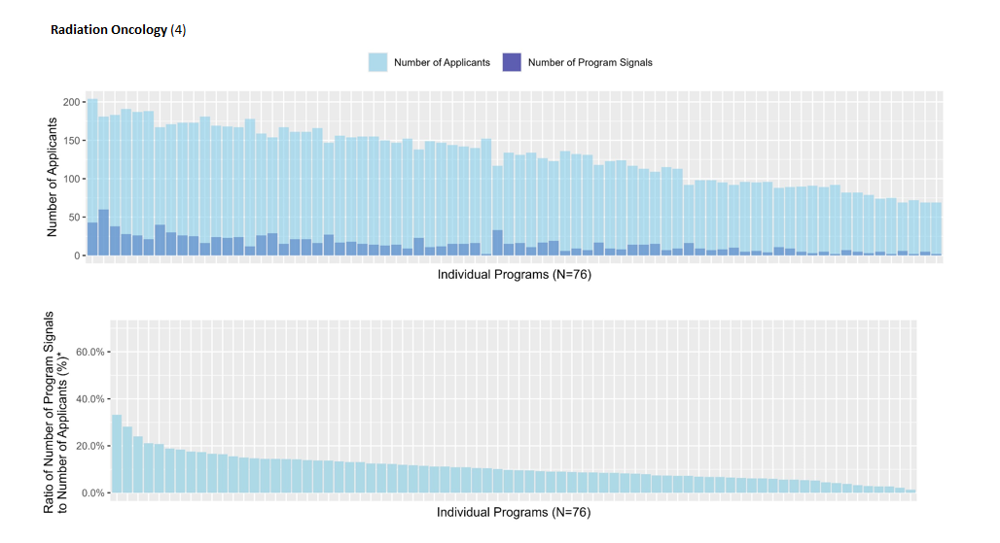 Radiation Oncology (4)
Number of Applicants Number of Program Signals
Number of Applicants
200
150
100
50
0
Individual Programs (N=76)
Ratio of Number of Program Signals
to Number of Applicants (%)*
60.0%
40.0%
20.0%
0.0%
Individual Programs (N=76)